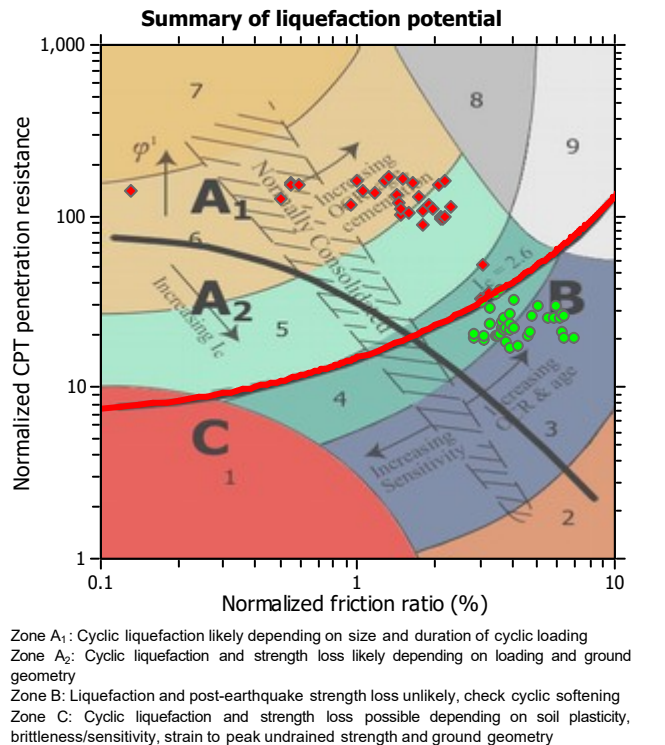 Summary of liquefaction potential
1,000
100
10
1
0.1
1
10
Normalized CPT penetration resistance
Normalized friction ratio (%)
7
8
9
φ'
A1
Normally Consolidated
Increasing
cementation
6
A2
Increasing Ic
5
Ic = 2.6
B
4
C
1
Increasing
OCR & age
Increasing
Sensitivity
3
2
Zone A1: Cyclic liquefaction likely depending on size and duration of cyclic loading
Zone A2: Cyclic liquefaction and strength loss likely depending on loading and ground
geometry
Zone B: Liquefaction and post-earthquake strength loss unlikely, check cyclic softening
Zone C: Cyclic liquefaction and strength loss possible depending on soil plasticity,
brittleness/sensitivity, strain to peak undrained strength and ground geometry